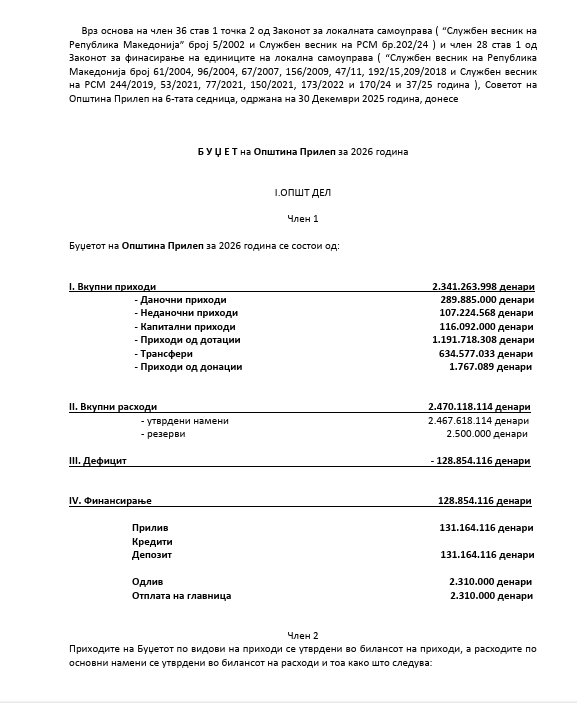 Врз основа на член 36 став 1 точка 2 од Законот за локалната самоуправа ( “Службен весник на
Република Македонија” број 5/2002 и Службен весник на РСМ бр.202/24 ) и член 28 став 1 од
Законот за финасирање на единиците на локална самоуправа ( “Службен весник на Република
Македонија број 61/2004, 96/2004, 67/2007, 156/2009, 47/11, 192/15,209/2018 и Службен весник
на РСМ 244/2019, 53/2021, 77/2021, 150/2021, 173/2022 и 170/24 и 37/25 година ), Советот на
Општина Прилеп на 6-тата седница, одржана на 30 Декември 2025 година, донесе
Б У Џ Е Т на Општина Прилеп за 2026 година
I.ОПШТ ДЕЛ
Член 1
Буџетот на Општина Прилеп за 2026 година се состои од:
I. Вкупни приходи 2.341.263.998 денари
- Даночни приходи 289.885.000 денари
- Неданочни приходи 107.224.568 денари
- Капитални приходи 116.092.000 денари
- Приходи од дотации 1.191.718.308 денари
- Трансфери 634.577.033 денари
- Приходи од донации 1.767.089 денари
II. Вкупни расходи 2.470.118.114 денари
- утврдени намени 2.467.618.114 денари
- резерви 2.500.000 денари
III. Дефицит - 128.854.116 денари
IV. Финансирање 128.854.116 денари
Прилив 131.164.116 денари
Кредити
Депозит 131.164.116 денари
Одлив 2.310.000 денари
Отплата на главница 2.310.000 денари
Член 2
Приходите на Буџетот по видови на приходи се утврдени во билансот на приходи, а расходите по
основни намени се утврдени во билансот на расходи и тоа како што следува: